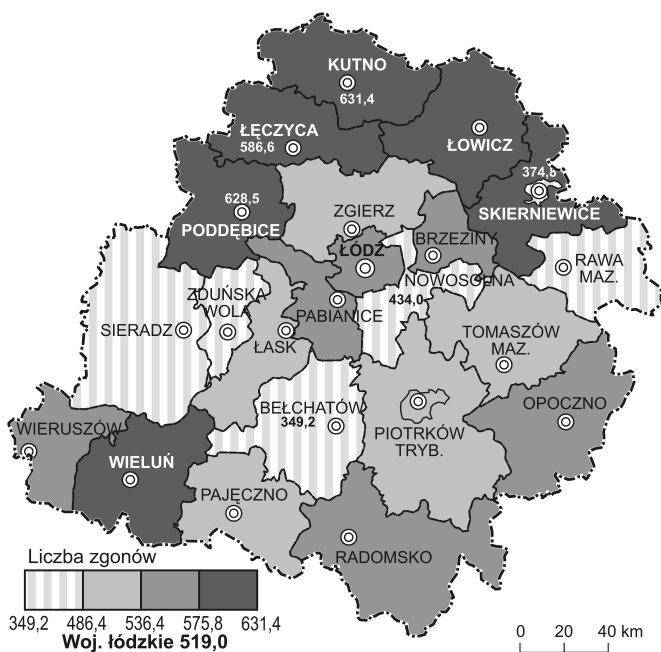 KUTNO
631,4
ŁĘCZYCA
586,6
ŁOWICZ
374,8
SKIERNIEWICE
628,5
PODDĘBICE
ZGIERZ
ŁÓDŹ
BRZEZINY
RAWA
MAZ.
NOWOSOLNA
434,0
ZDUŃSKA
WOLA
SIERADZ
ŁASK
PABIANICE
TOMASZÓW
MAZ.
BEŁCHATÓW
349,2
PIOTRKÓW
TRYB.
OPOCZNO
WIERUSZÓW
WIELUŃ
PAJĘCZNO
RADOMSKO
Liczba zgonów
349,2 486,4 536,4 575,8 631,4
Woj. łódzkie 519,0
0 20 40 km